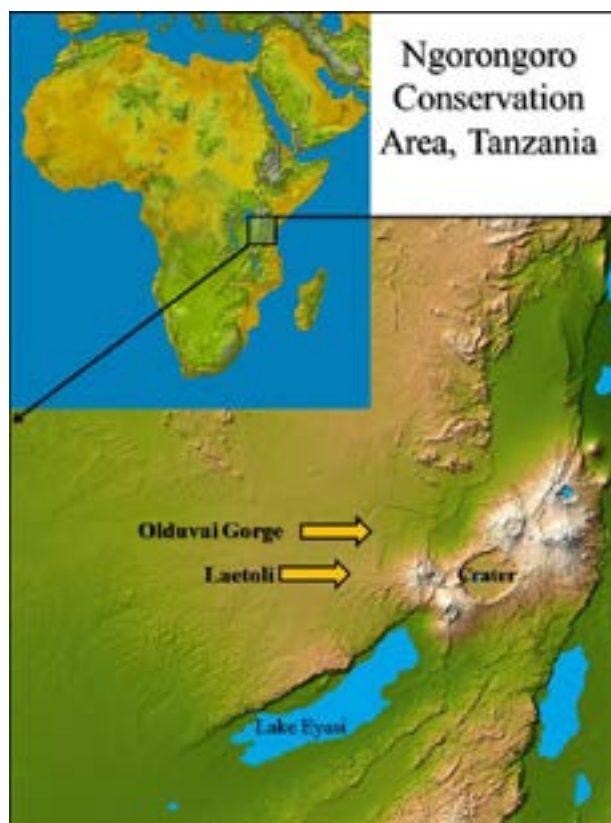 Ngorongoro
Conservation
Area, Tanzania
Olduvai Gorge
Laetoli
Crater
Lake Eyasi